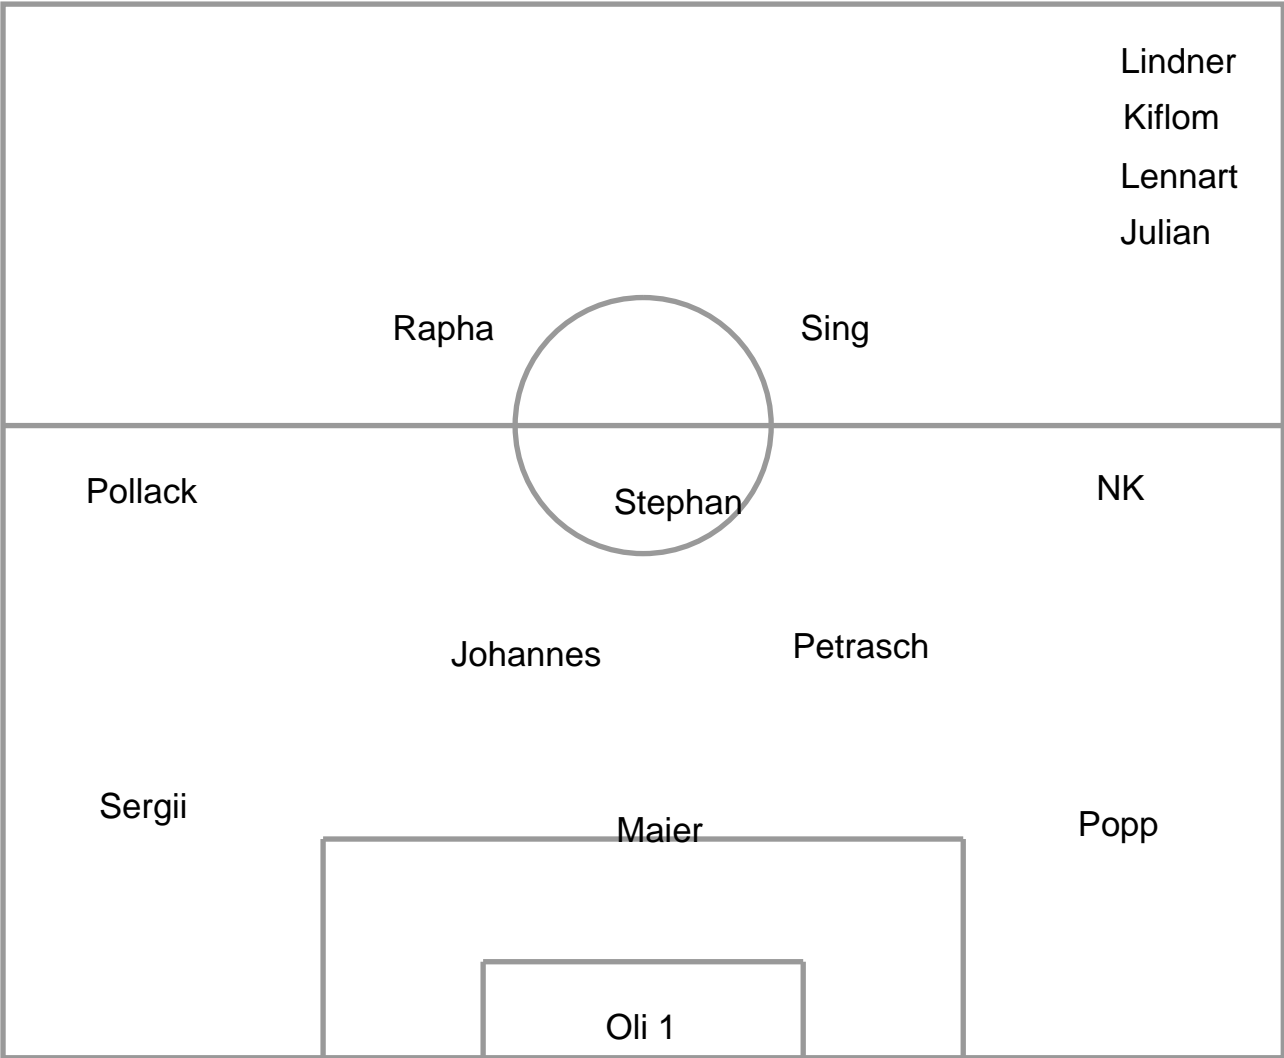 Lindner
Kiflom
Lennart
Julian
Rapha
Sing
Pollack
Stephan
NK
Johannes
Petrasch
Sergii
Maier
Popp
Oli 1